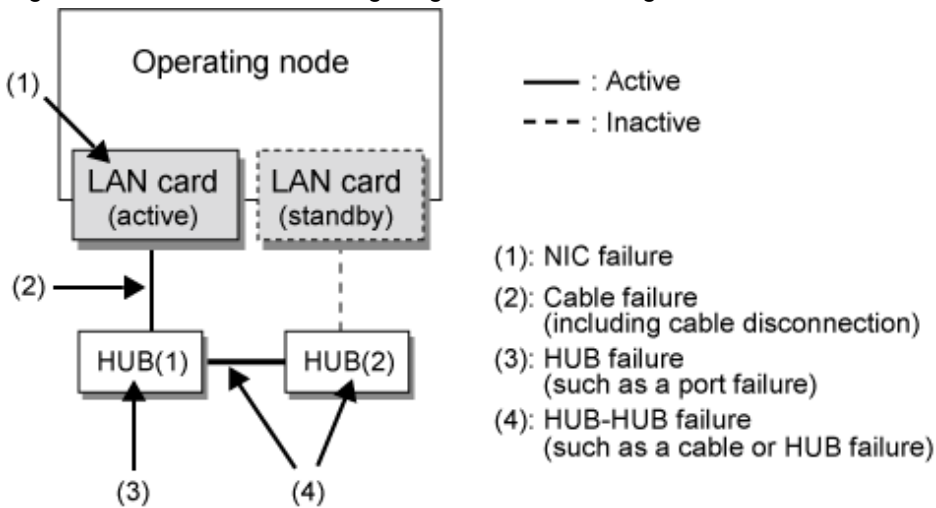 Operating node
(1)
LAN card
(active)
LAN card
(standby)
(2)
HUB(1)
HUB(2)
(3)
(4)
: Active
: Inactive
(1): NIC failure
(2): Cable failure
(including cable disconnection)
(3): HUB failure
(such as a port failure)
(4): HUB-HUB failure
(such as a cable or HUB failure)